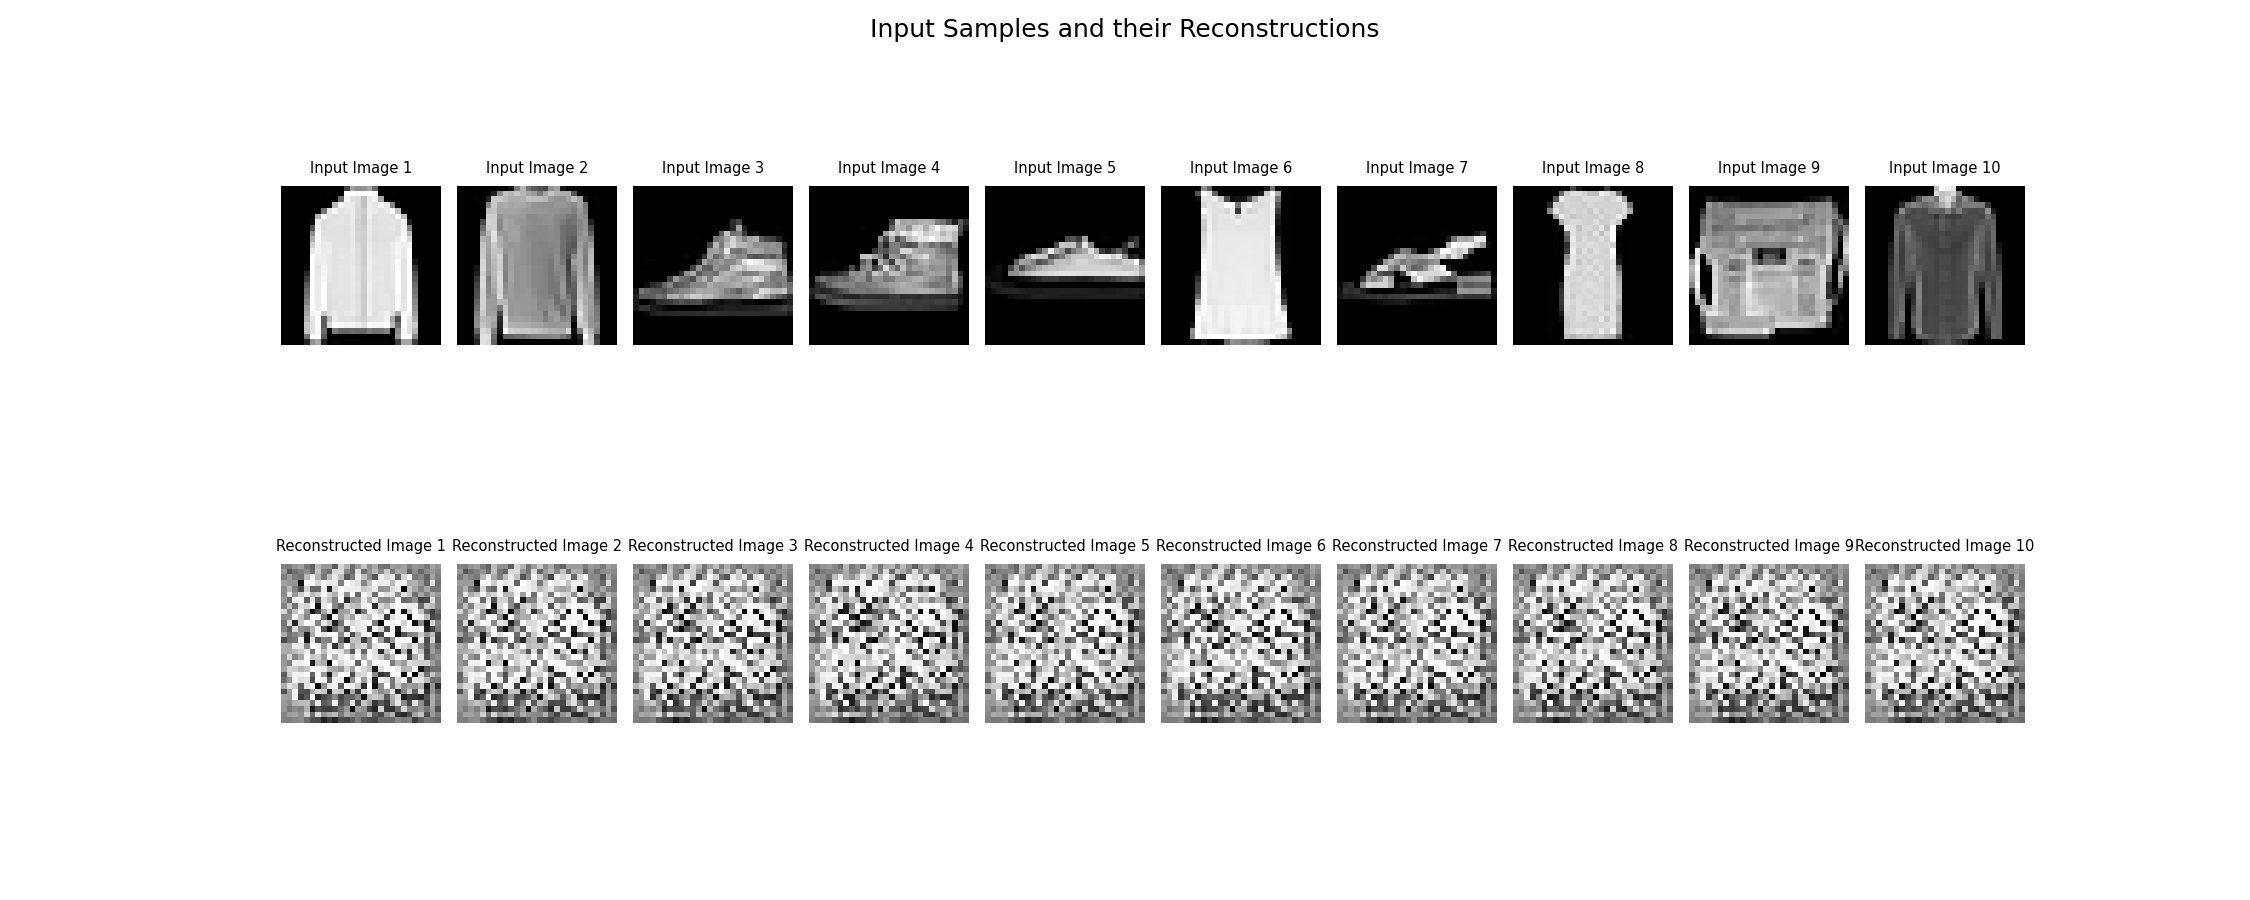 Input Samples and their Reconstructions
Input Image 1 Input Image 2 Input Image 3 Input Image 4 Input Image 5 Input Image 6 Input Image 7 Input Image 8 Input Image 9 Input Image 10
Reconstructed Image 1 Reconstructed Image 2 Reconstructed Image 3 Reconstructed Image 4 Reconstructed Image 5 Reconstructed Image 6 Reconstructed Image 7 Reconstructed Image 8 Reconstructed Image 9 Reconstructed Image 10